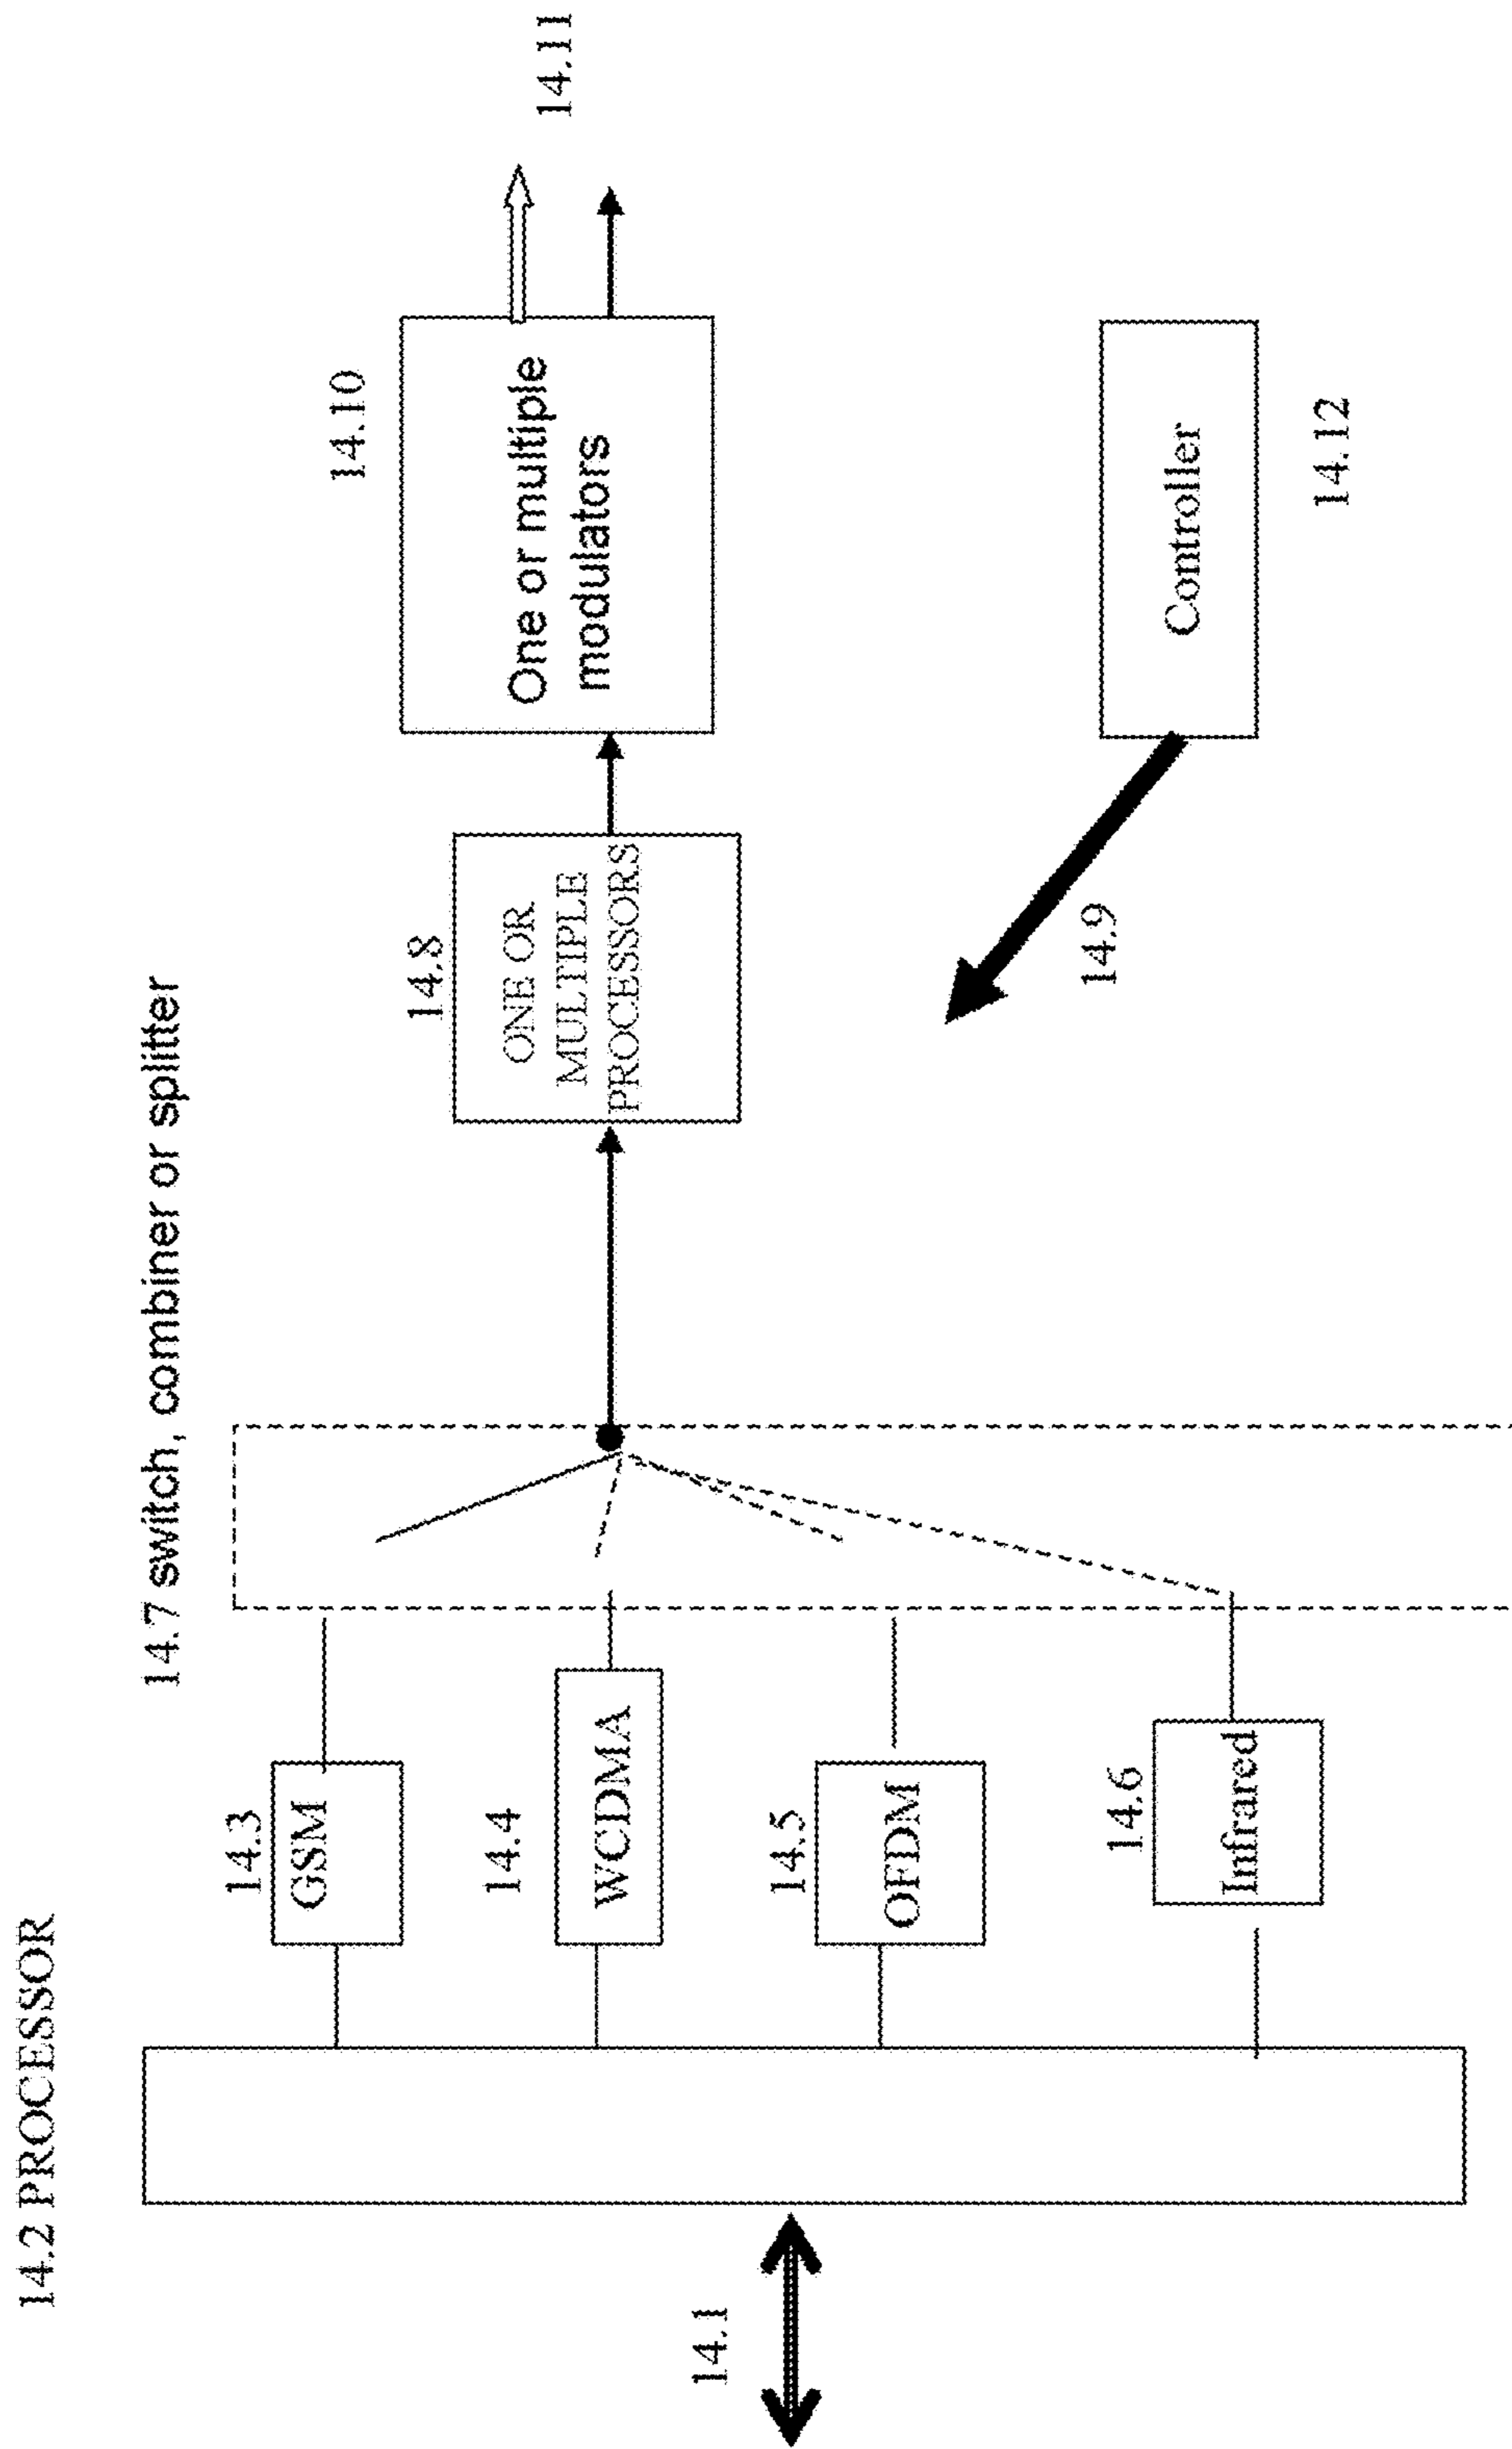 14.2 PROCESSOR
14.7 switch, combiner or splitter
14.1
14.3
GSM
14.4
WCDMA
14.5
OFDM
14.6
Infrared
14.8
ONE OR
MULTIPLE
PROCESSORS
14.10
One or multiple
modulators
14.11
14.9
Controller
14.12